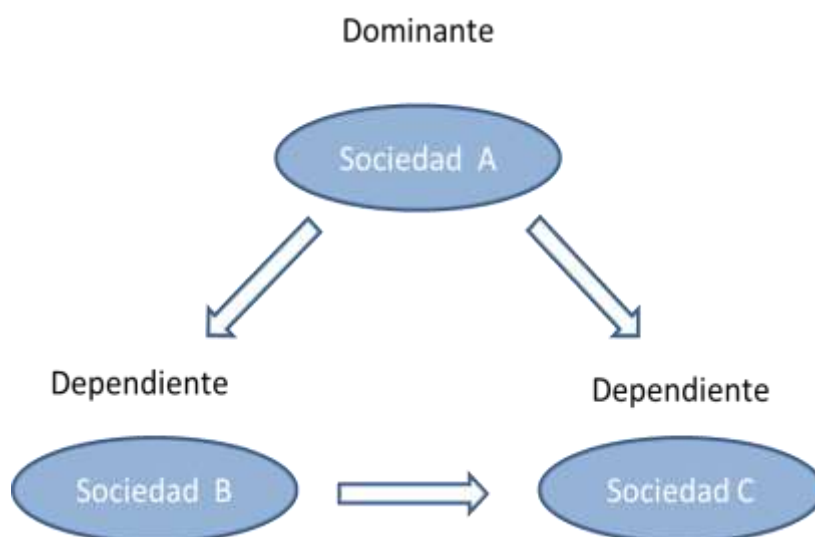 Dominante
Sociedad A
Dependiente
Dependiente
Sociedad B
Sociedad C